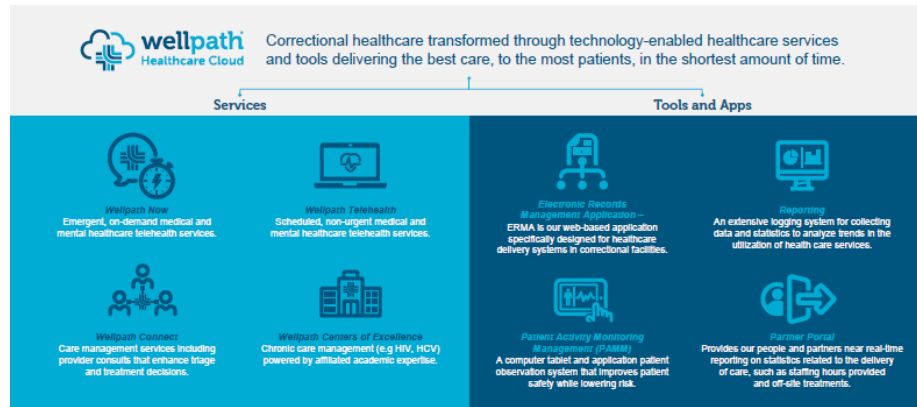 wellpath
Healthcare Cloud
Correctional healthcare transformed through technology-enabled healthcare services
and tools delivering the best care, to the most patients, in the shortest amount of time.
Services
Tools and Apps
Wellpath Now
Emergent, on-demand medical and
mental healthcare telehealth services.
Wellpath Telehealth
Scheduled, non-urgent medical and
mental healthcare telehealth services.
Electronic Records
Management Application –
ERMA is our web-based application
specifically designed for healthcare
delivery systems in correctional facilities.
Reporting
An extensive logging system for collecting
data and statistics to analyze trends in the
utilization of health care services.
Wellpath Connect
Care management services including
provider consults that enhance triage
and treatment decisions.
Wellpath Centers of Excellence
Chronic care management (e.g HIV, HCV)
powered by affiliated academic expertise.
Patient Activity Monitoring
Management (PAMM)
A computer tablet and application patient
observation system that improves patient
safety while lowering risk.
Partner Portal
Provides our people and partners near real-time
reporting on statistics related to the delivery
of care, such as staffing hours provided
and off-site treatments.